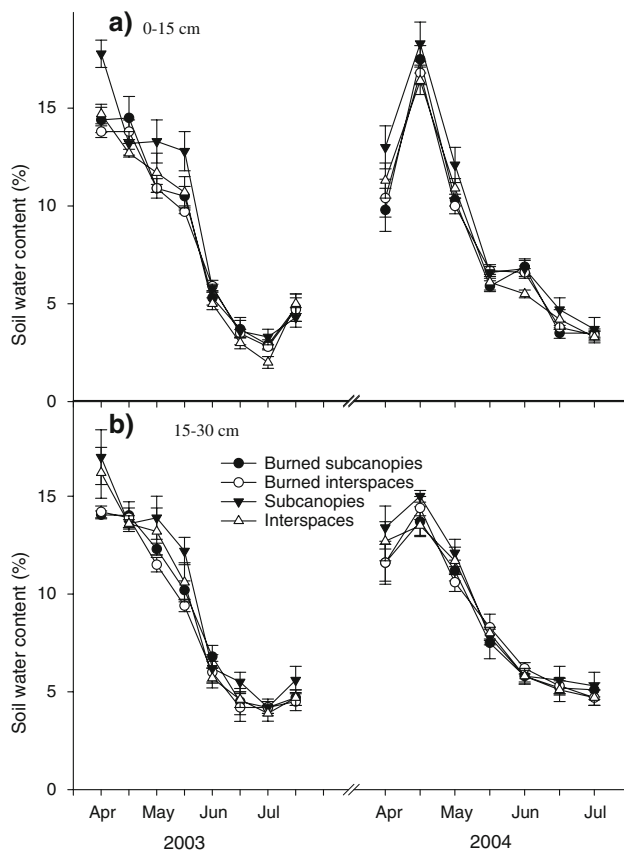 a) 0-15 cm
15
10
5
0
Soil water content (%)
b) 15-30 cm
Burned subcanopies
Burned interspaces
Subcanopies
Interspaces
15
10
5
0
Soil water content (%)
Apr May Jun Jul Apr May Jun Jul
2003 2004